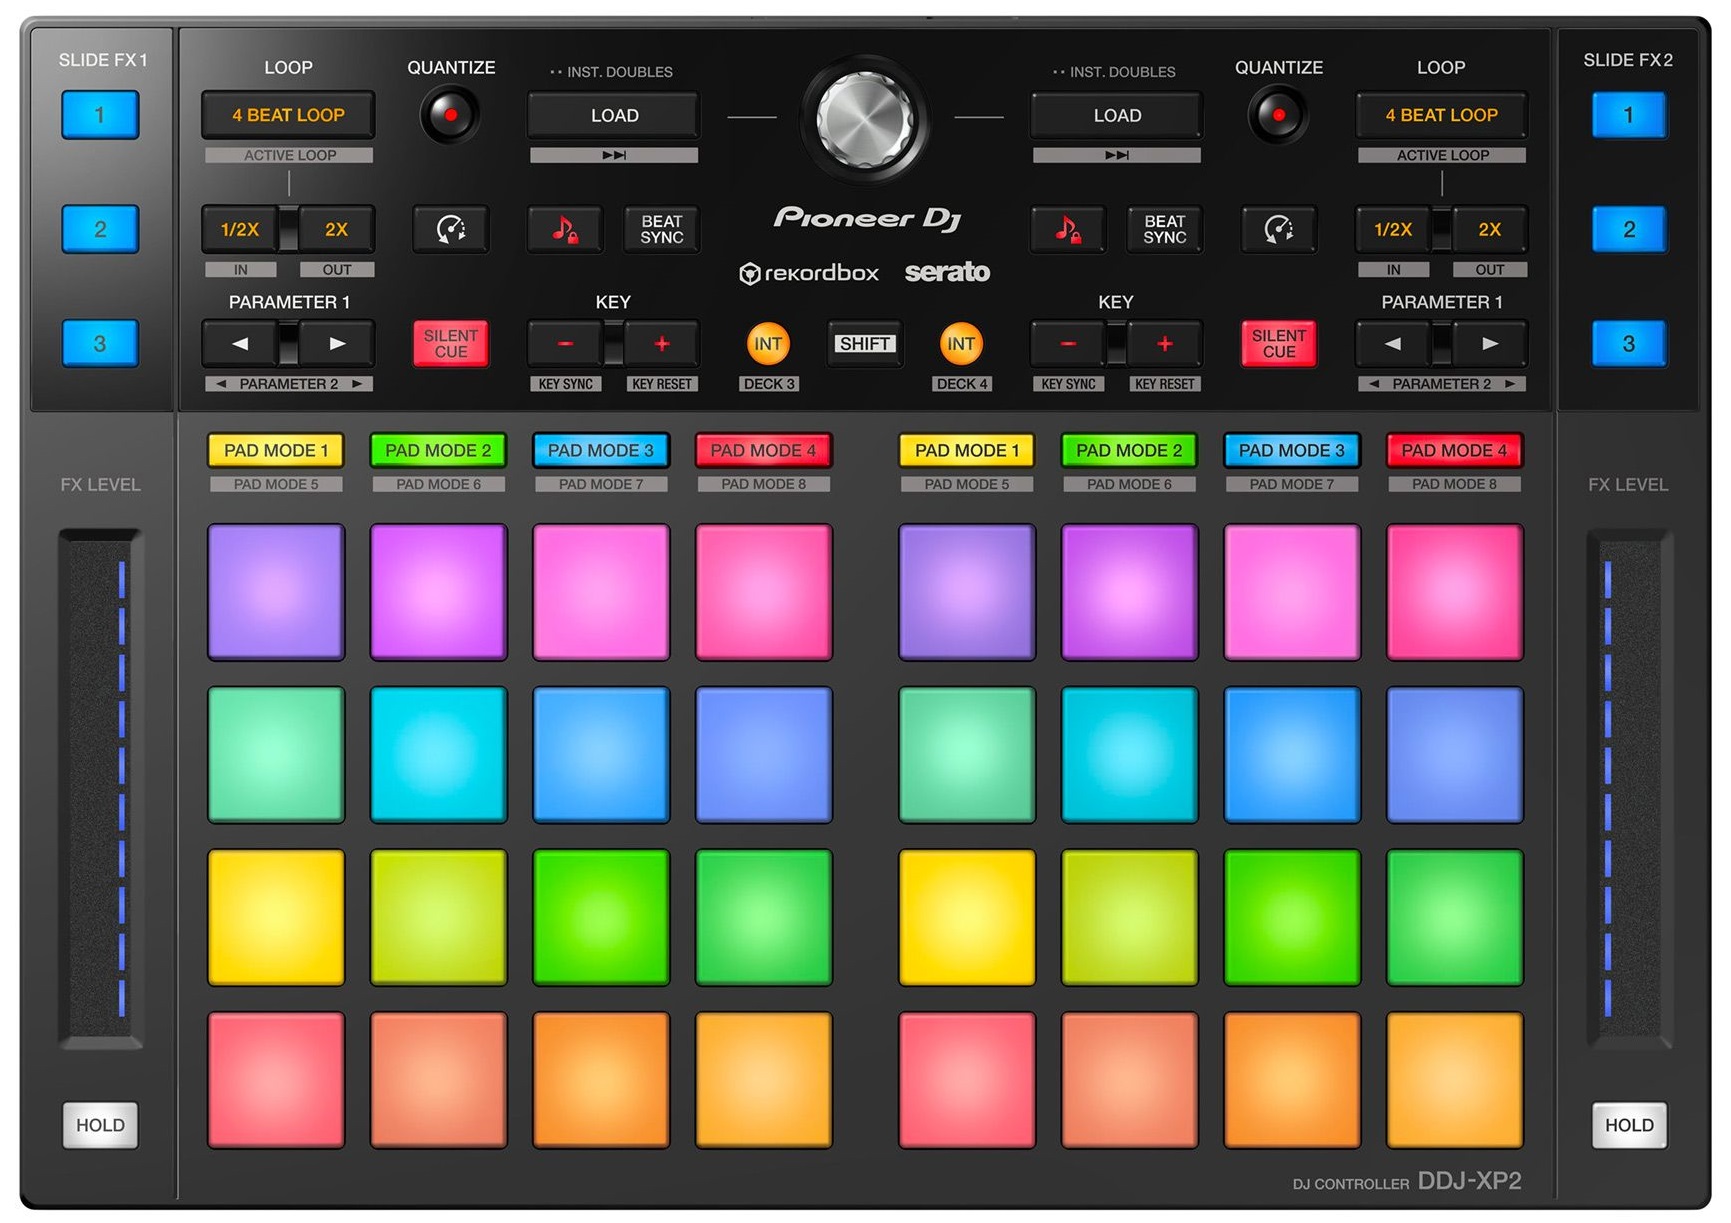 SLIDE FX1
LOOP
QUANTIZE
INST. DOUBLES
INST. DOUBLES
QUANTIZE
LOOP
SLIDE FX2
1
4 BEAT LOOP
LOAD
LOAD
4 BEAT LOOP
1
ACTIVE LOOP
ACTIVE LOOP
2
1/2X
2X
BEAT
SYNC
Pioneer Dj
BEAT
SYNC
1/2X
2X
2
IN
OUT
rekordbox
serato
IN
OUT
PARAMETER 1
KEY
KEY
PARAMETER 1
3
SILENT
CUE
−
+
INT
SHIFT
INT
−
+
SILENT
CUE
3
PARAMETER 2
KEY SYNC
KEY RESET
DECK 3
DECK 4
KEY SYNC
KEY RESET
PARAMETER 2
PAD MODE 1
PAD MODE 2
PAD MODE 3
PAD MODE 4
PAD MODE 1
PAD MODE 2
PAD MODE 3
PAD MODE 4
FX LEVEL
PAD MODE 5
PAD MODE 6
PAD MODE 7
PAD MODE 8
PAD MODE 5
PAD MODE 6
PAD MODE 7
PAD MODE 8
FX LEVEL
HOLD
HOLD
DJ CONTROLLER DDJ-XP2